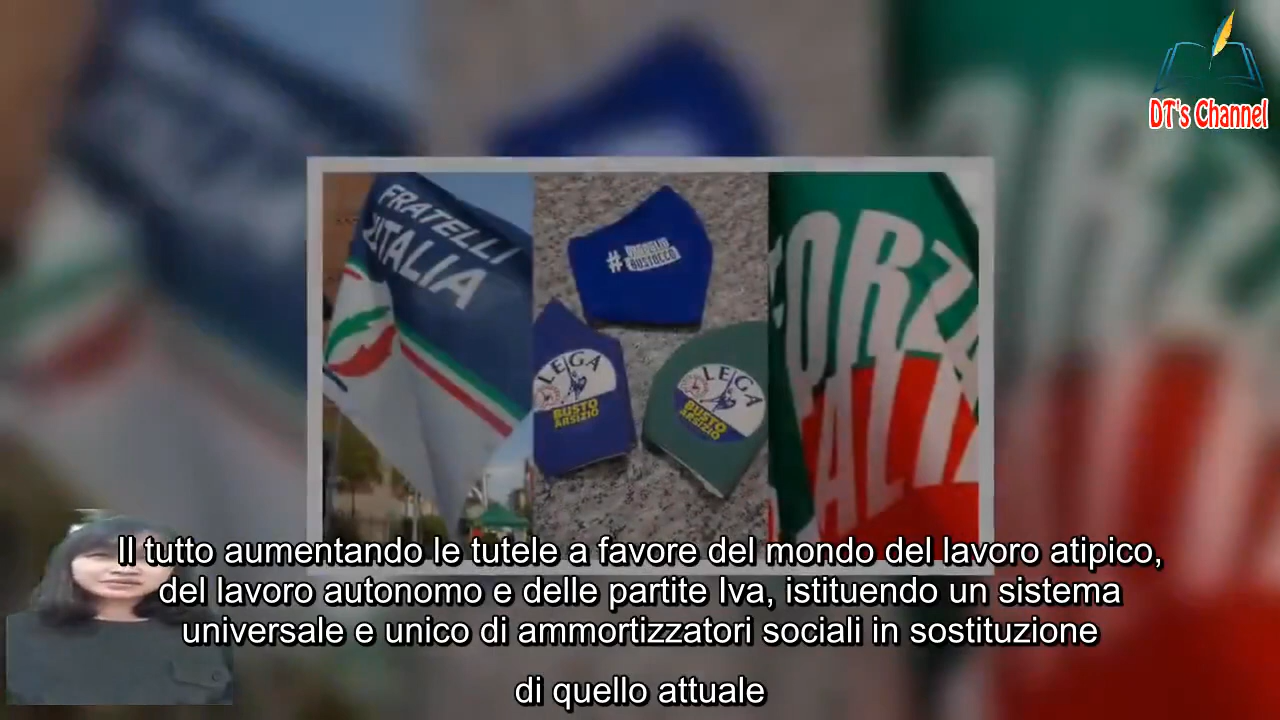 DT's Channel
FRATELLI
D'ITALIA
#ORGOGLIO
BUSTOCCO
LEGA
BUSTO
ARSIZIO
LEGA
BUSTO
ARSIZIO
FORZA
ITALIA
Il tutto aumentando le tutele a favore del mondo del lavoro atipico,
del lavoro autonomo e delle partite Iva, istituendo un sistema
universale e unico di ammortizzatori sociali in sostituzione
di quello attuale